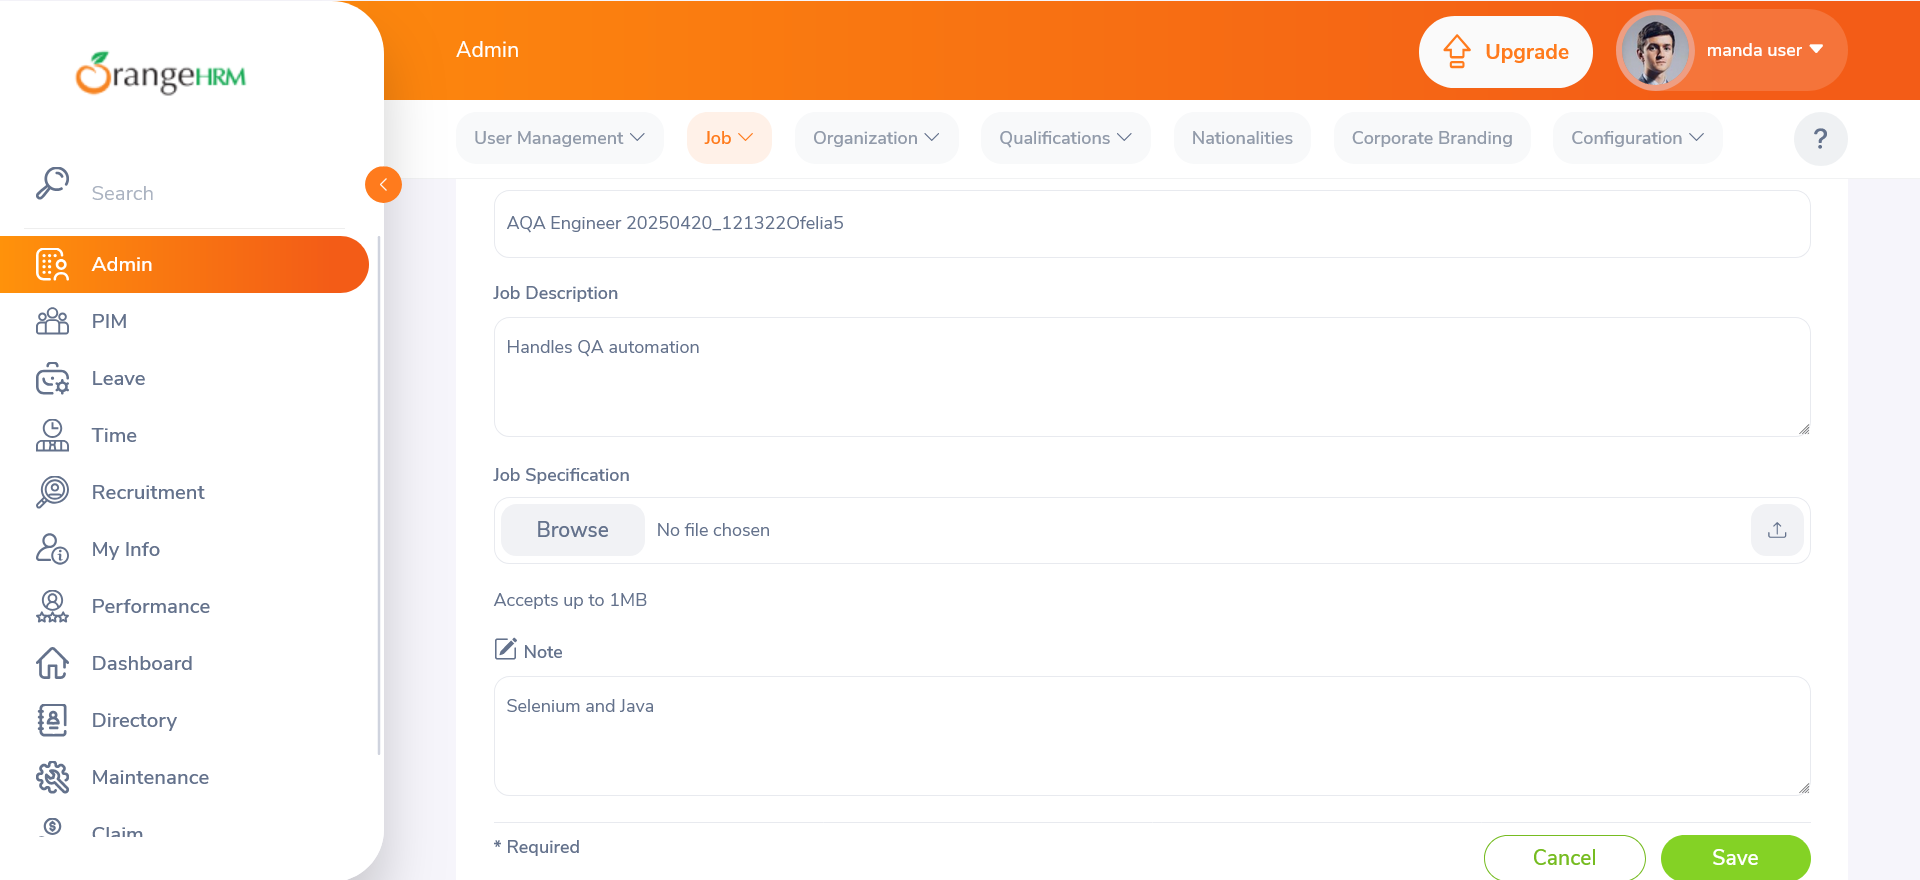 OrangeHRM
Admin
Upgrade
manda user
User Management
Job
Organization
Qualifications
Nationalities
Corporate Branding
Configuration
?
Search
Admin
PIM
Leave
Time
Recruitment
My Info
Performance
Dashboard
Directory
Maintenance
Claim
AQA Engineer 20250420_121322Ofelia5
Job Description
Handles QA automation
Job Specification
Browse
No file chosen
Accepts up to 1MB
Note
Selenium and Java
* Required
Cancel
Save